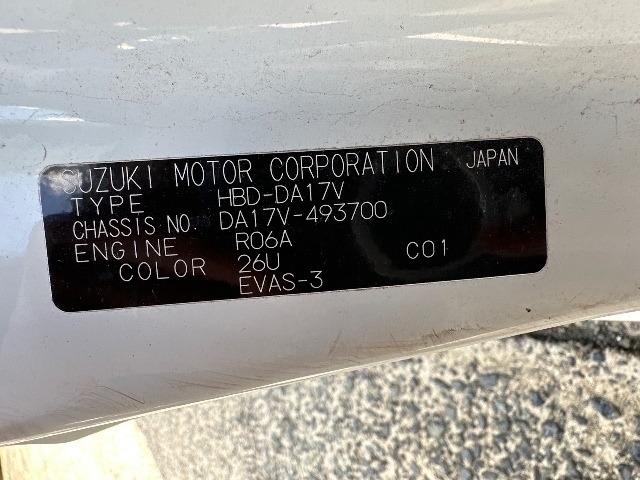 SUZUKI MOTOR CORPORATION JAPAN
TYPE HBD-DA17V
CHASSIS NO. DA17V-493700
ENGINE R06A
COLOR 26U C01
EVAS-3